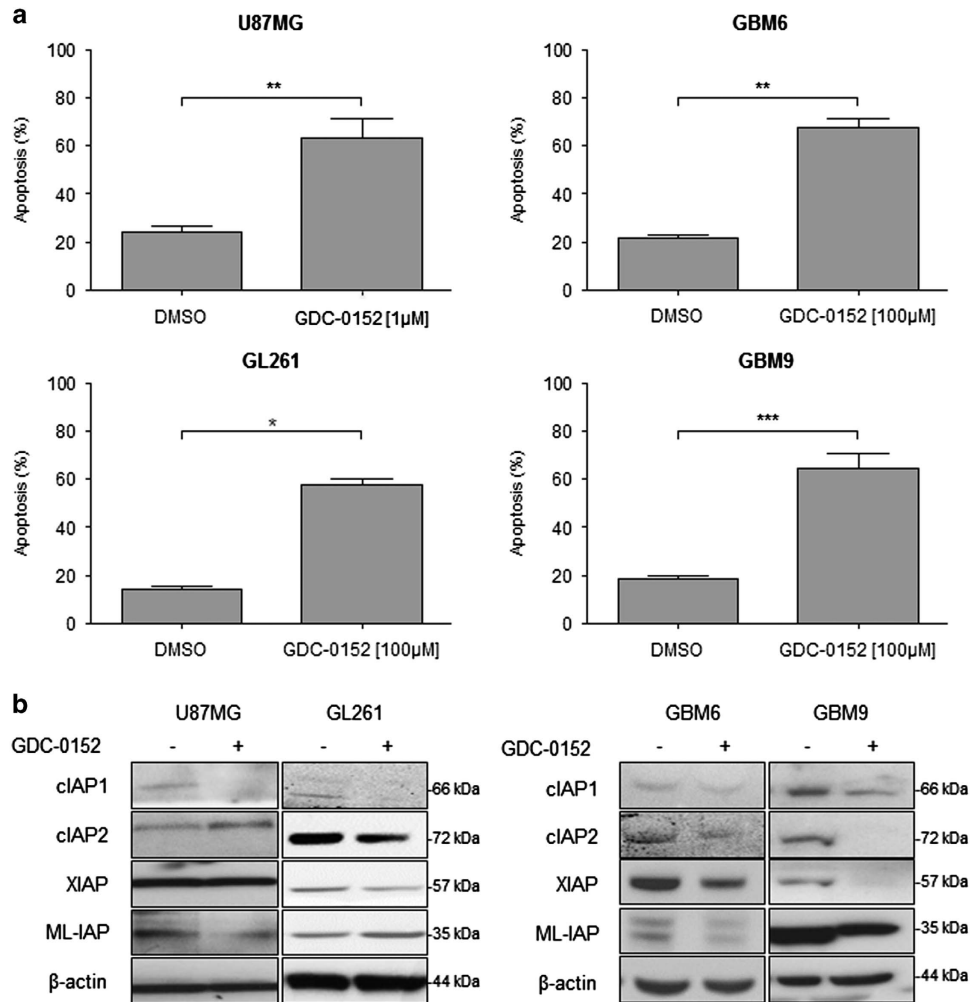 a
U87MG
100
80
60
40
20
0
Apoptosis (%)
**
DMSO
GDC-0152 [1µM]
GBM6
100
80
60
40
20
0
Apoptosis (%)
**
DMSO
GDC-0152 [100µM]
GL261
100
80
60
40
20
0
Apoptosis (%)
*
DMSO
GDC-0152 [100µM]
GBM9
100
80
60
40
20
0
Apoptosis (%)
***
DMSO
GDC-0152 [100µM]
b
U87MG GL261
GDC-0152 - + - +
cIAP1 -66 kDa
cIAP2 -72 kDa
XIAP -57 kDa
ML-IAP -35 kDa
β-actin -44 kDa
GBM6 GBM9
GDC-0152 - + - +
cIAP1 -66 kDa
cIAP2 -72 kDa
XIAP -57 kDa
ML-IAP -35 kDa
β-actin -44 kDa